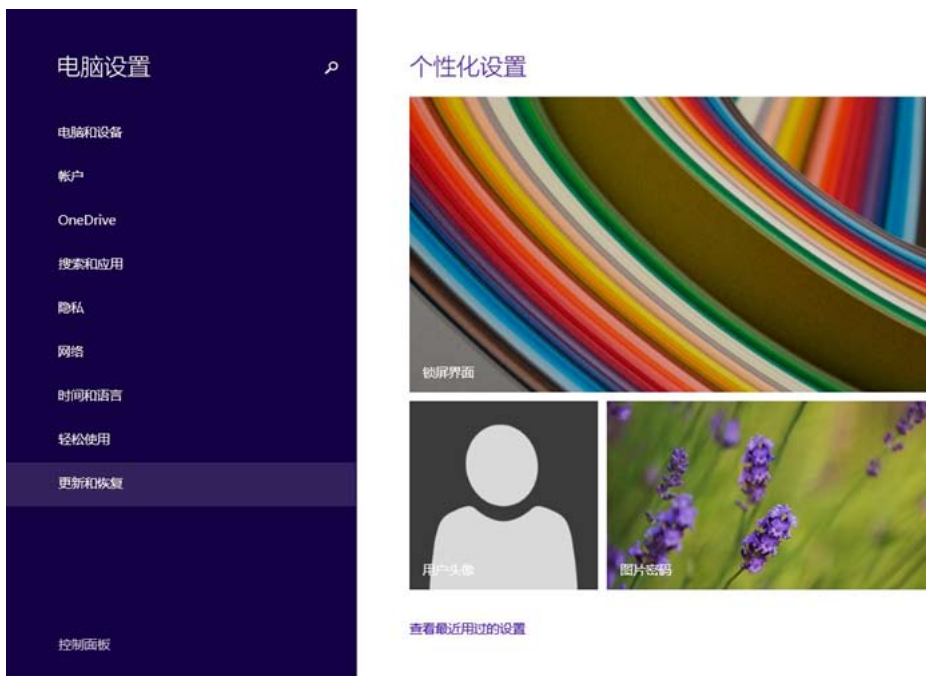 电脑设置
电脑和设备
帐户
OneDrive
搜索和应用
隐私
网络
时间和语言
轻松使用
更新和恢复
控制面板
个性化设置
锁屏界面
用户头像
图片密码
查看最近用过的设置